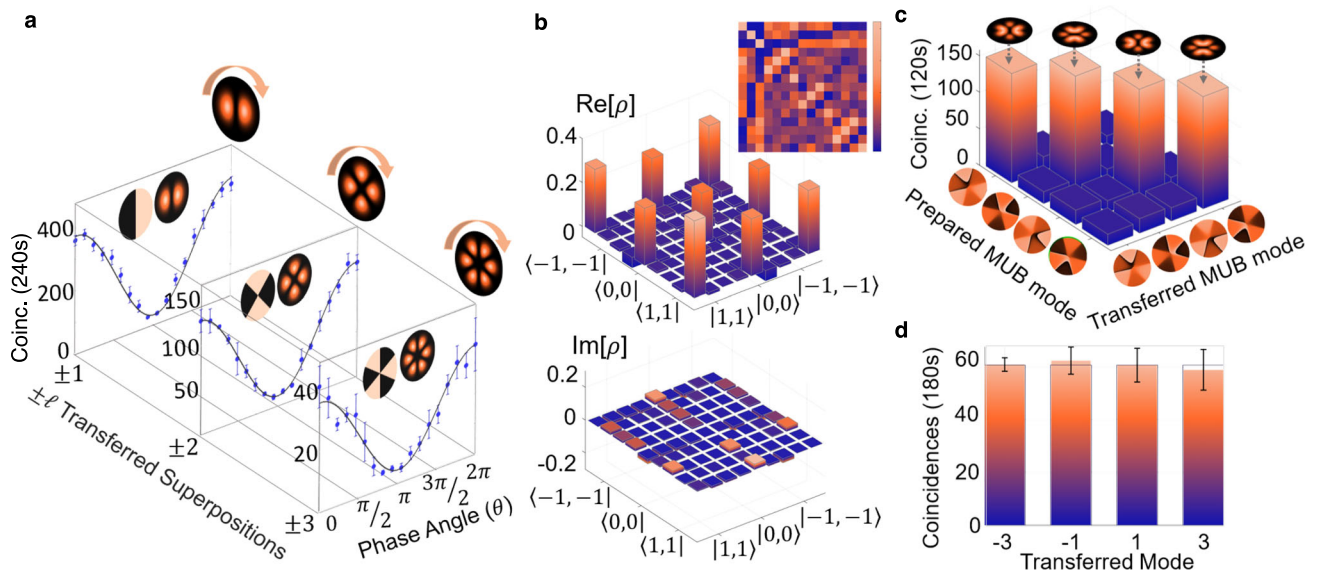 a
Coinc. (240s)
400
200
0
150
100
50
40
20
±1
±2
±3
±ℓ Transferred Superpositions
0
π/2
π
3π/2
2π
Phase Angle (θ)
b
Re[ρ]
0.4
0.2
0
⟨−1,−1|
⟨0,0|
⟨1,1|
|1,1⟩
|0,0⟩
|−1,−1⟩
Im[ρ]
0.2
0
-0.2
⟨−1,−1|
⟨0,0|
⟨1,1|
|1,1⟩
|0,0⟩
|−1,−1⟩
c
Coinc. (120s)
150
100
50
0
Prepared MUB mode
Transferred MUB mode
d
Coincidences (180s)
60
40
20
0
-3
-1
1
3
Transferred Mode